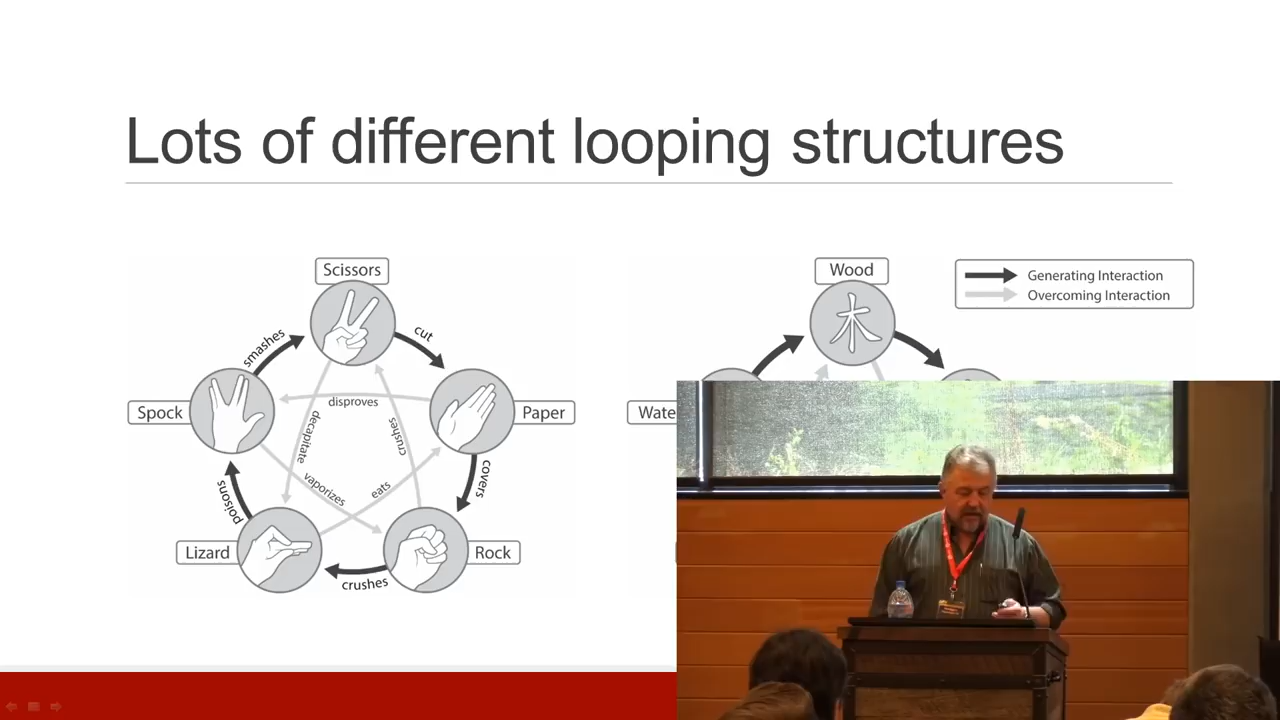 Lots of different looping structures
Scissors
smashes
cut
Spock
disproves
Paper
decapitate
crushes
vaporizes
eats
poisons
covers
Lizard
crushes
Rock
Wood
木
Generating Interaction
Overcoming Interaction